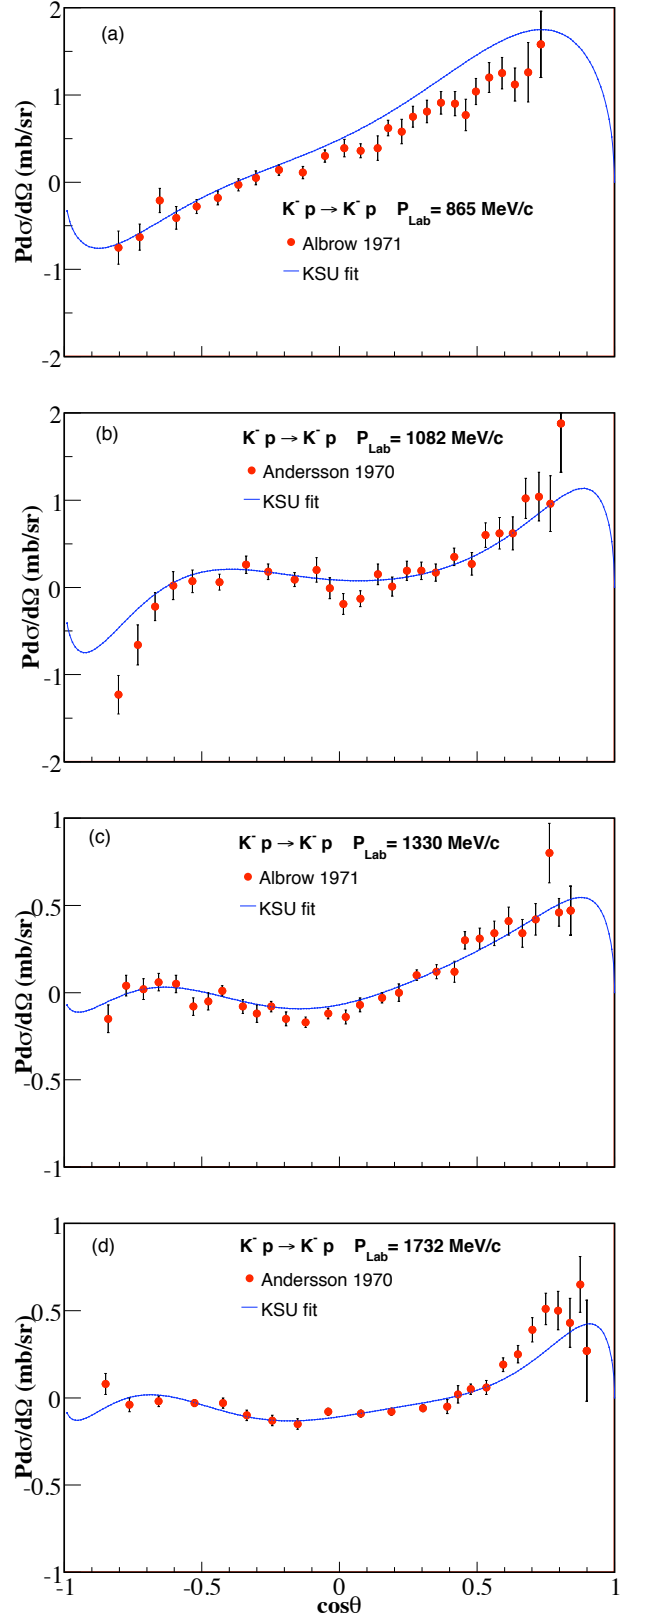 (a)
2
1
0
-1
-2
Pdσ/dΩ (mb/sr)
K⁻ p → K⁻ p P_Lab = 865 MeV/c
Albrow 1971
KSU fit
(b)
2
1
0
-1
-2
Pdσ/dΩ (mb/sr)
K⁻ p → K⁻ p P_Lab = 1082 MeV/c
Andersson 1970
KSU fit
(c)
1
0.5
0
-0.5
-1
Pdσ/dΩ (mb/sr)
K⁻ p → K⁻ p P_Lab = 1330 MeV/c
Albrow 1971
KSU fit
(d)
1
0.5
0
-0.5
-1
Pdσ/dΩ (mb/sr)
K⁻ p → K⁻ p P_Lab = 1732 MeV/c
Andersson 1970
KSU fit
-1 -0.5 0 0.5 1
cosθ